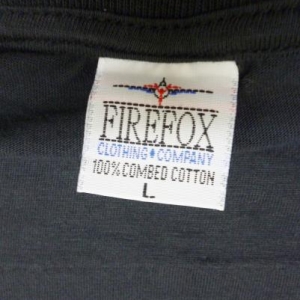 FIREFOX
CLOTHING COMPANY
100% COMBED COTTON
L